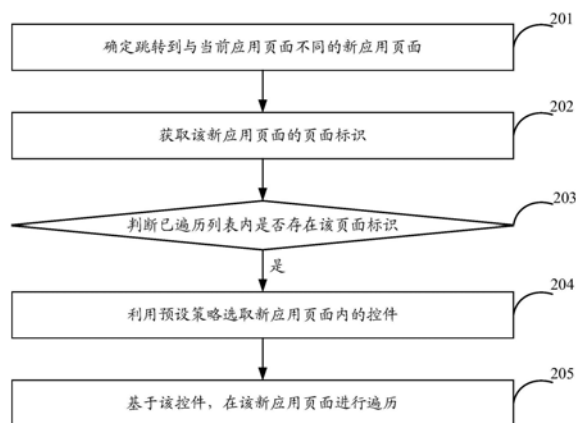 确定跳转到与当前应用页面不同的新应用页面
201
获取该新应用页面的页面标识
202
判断已遍历列表内是否存在该页面标识
203
是
利用预设策略选取新应用页面内的控件
204
基于该控件，在该新应用页面进行遍历
205